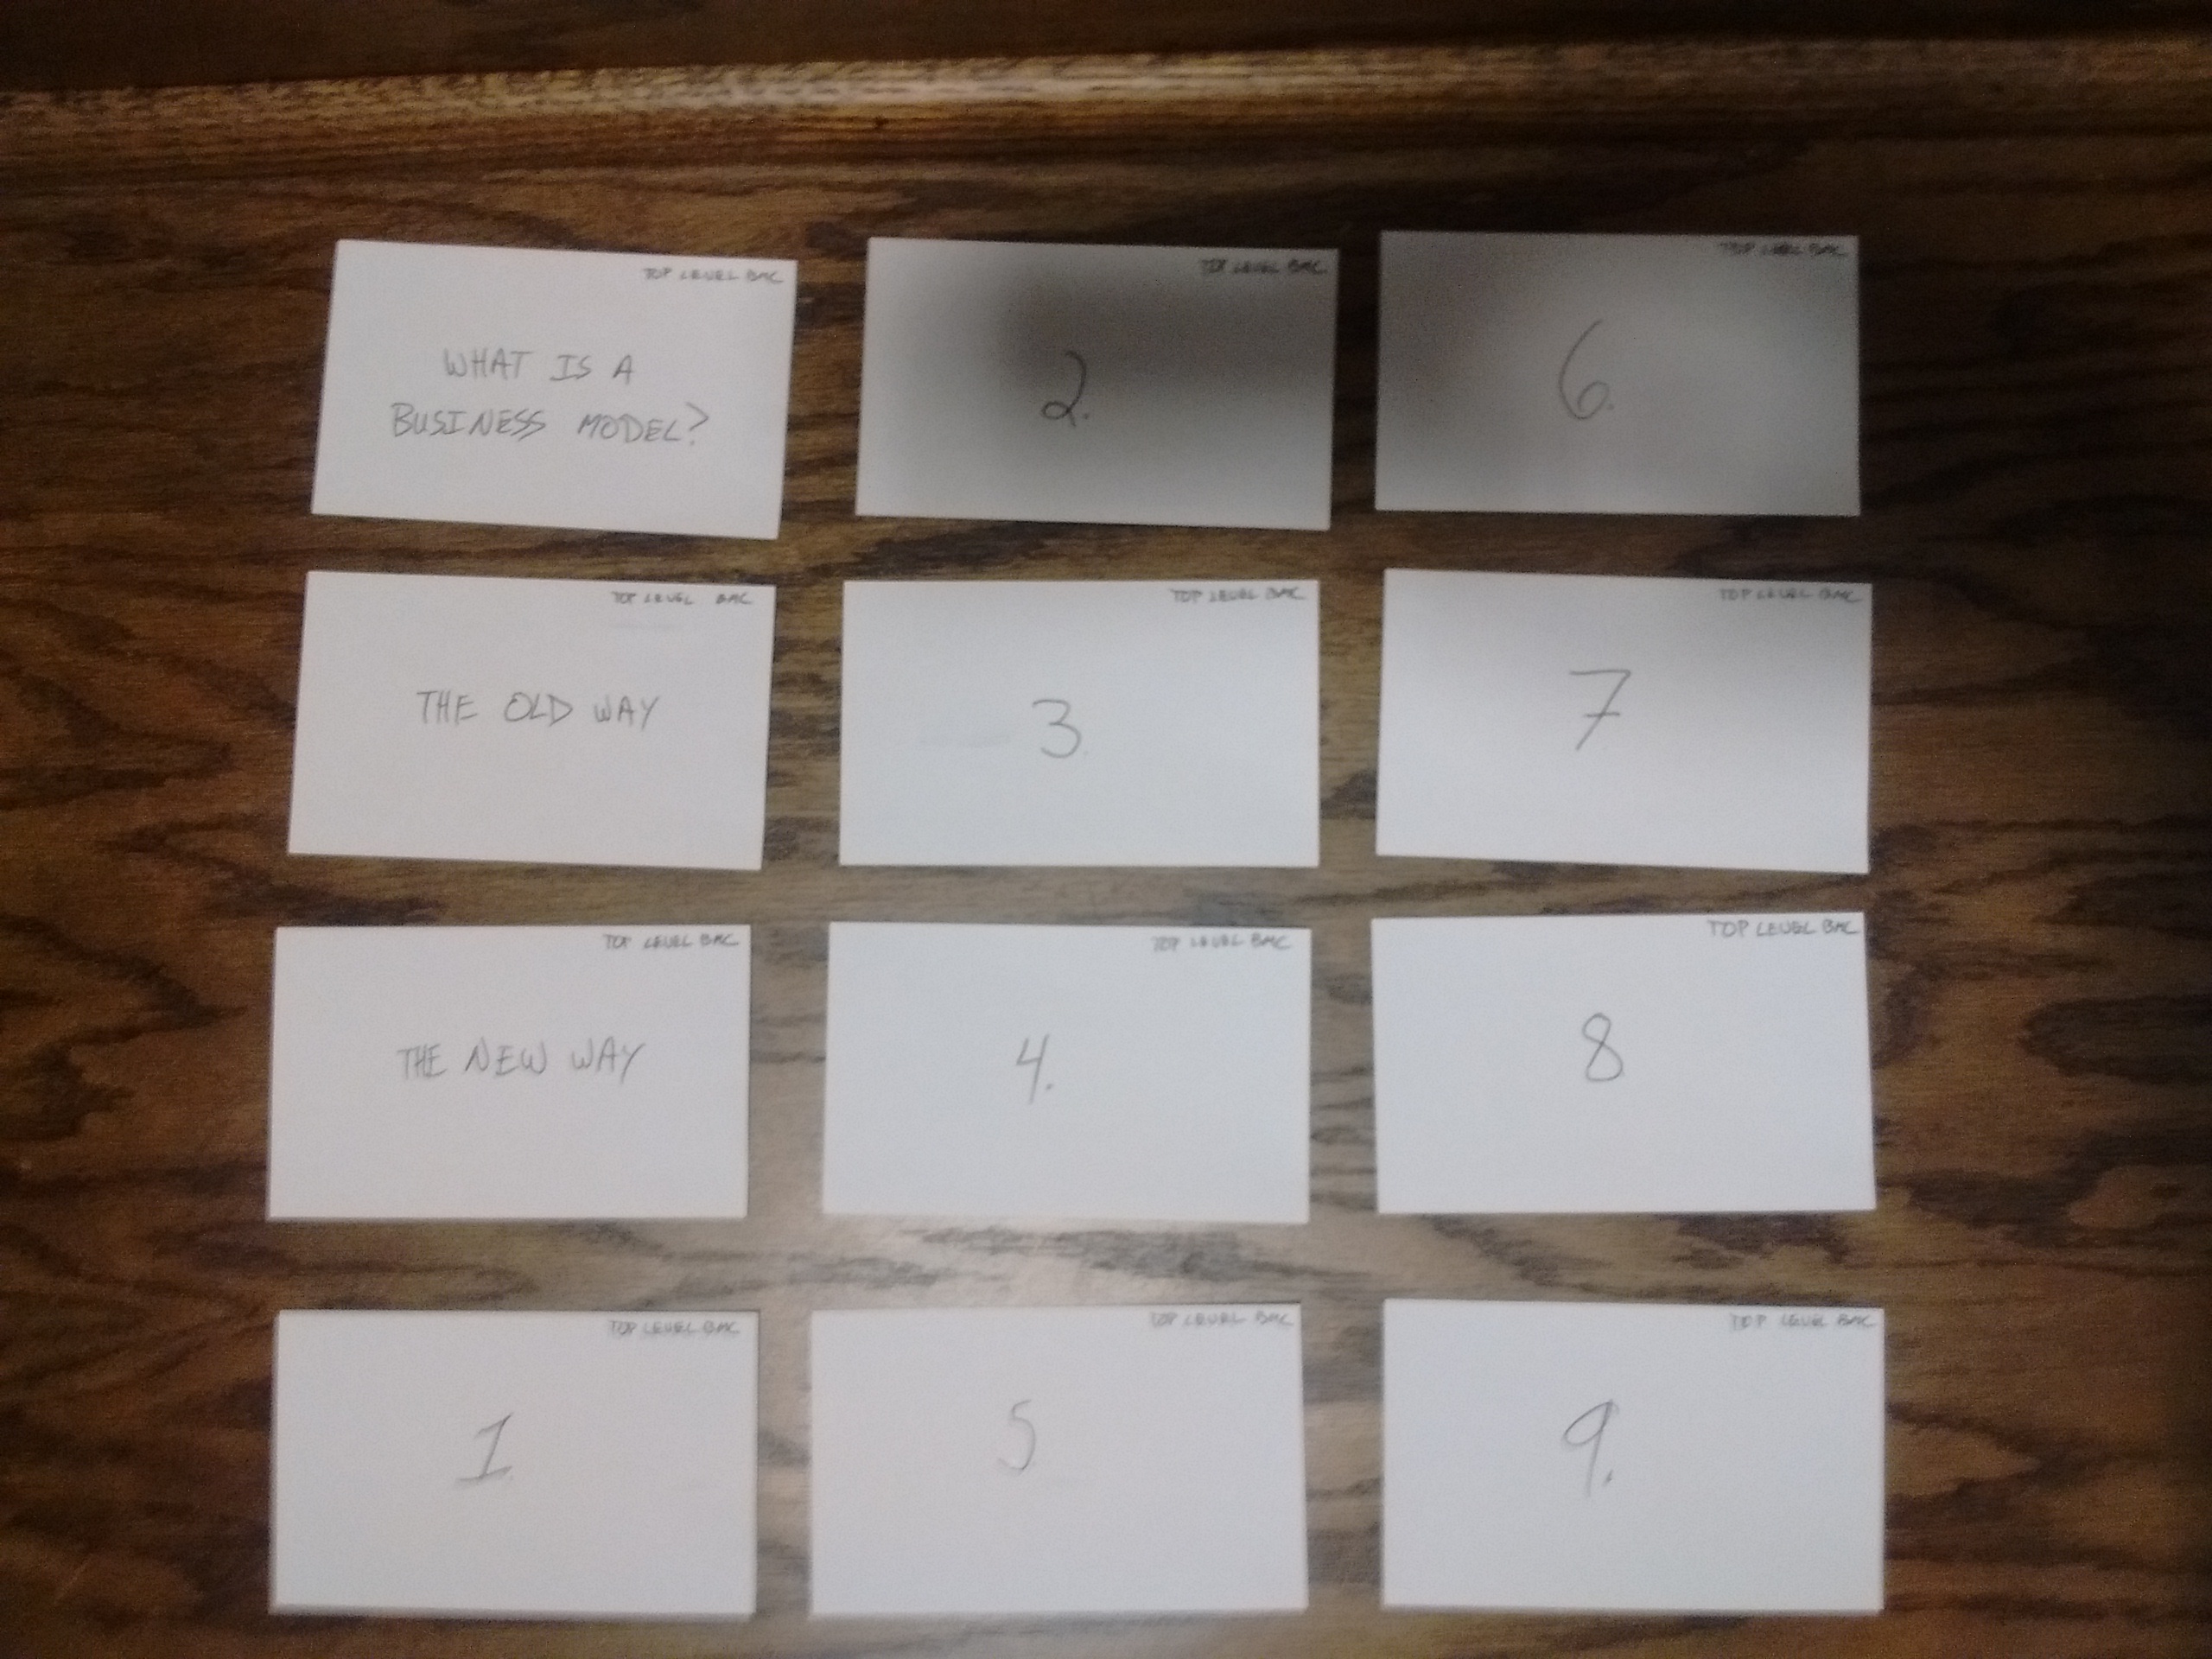 TOP LEVEL BMC
WHAT IS A
BUSINESS MODEL?
TOP LEVEL BMC
THE OLD WAY
TOP LEVEL BMC
THE NEW WAY
TOP LEVEL BMC
1.
TOP LEVEL BMC
2.
TOP LEVEL BMC
3.
TOP LEVEL BMC
4.
TOP LEVEL BMC
5
TOP LEVEL BMC
6.
TOP LEVEL BMC
7
TOP LEVEL BMC
8
TOP LEVEL BMC
9.